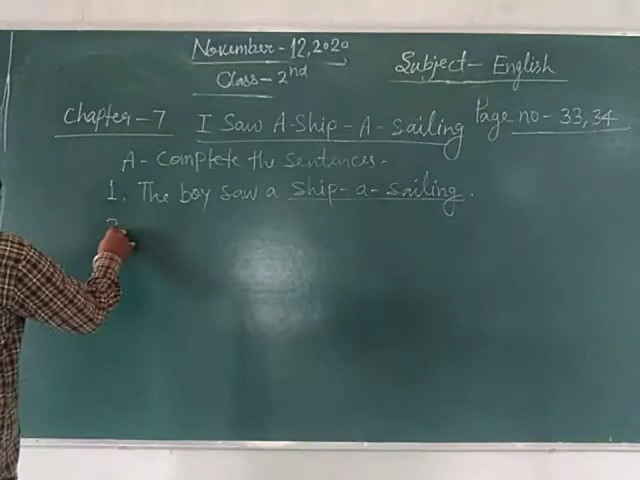 November - 12, 2020
Class - 2nd
Subject - English
Chapter - 7 I Saw A-Ship-A-Sailing Page no - 33, 34
A - Complete the sentences -
1. The boy saw a ship-a-sailing.
2